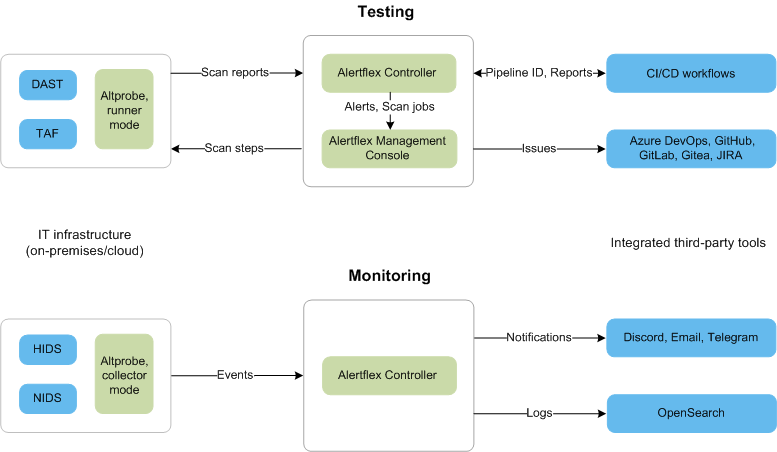 Testing
DAST
TAF
Altprobe,
runner
mode
Scan reports
Scan steps
Alertflex Controller
Alerts, Scan jobs
Alertflex Management
Console
Pipeline ID, Reports
Issues
CI/CD workflows
Azure DevOps, GitHub,
GitLab, Gitea, JIRA
IT infrastructure
(on-premises/cloud)
Integrated third-party tools
Monitoring
HIDS
NIDS
Altprobe,
collector
mode
Events
Alertflex Controller
Notifications
Logs
Discord, Email, Telegram
OpenSearch